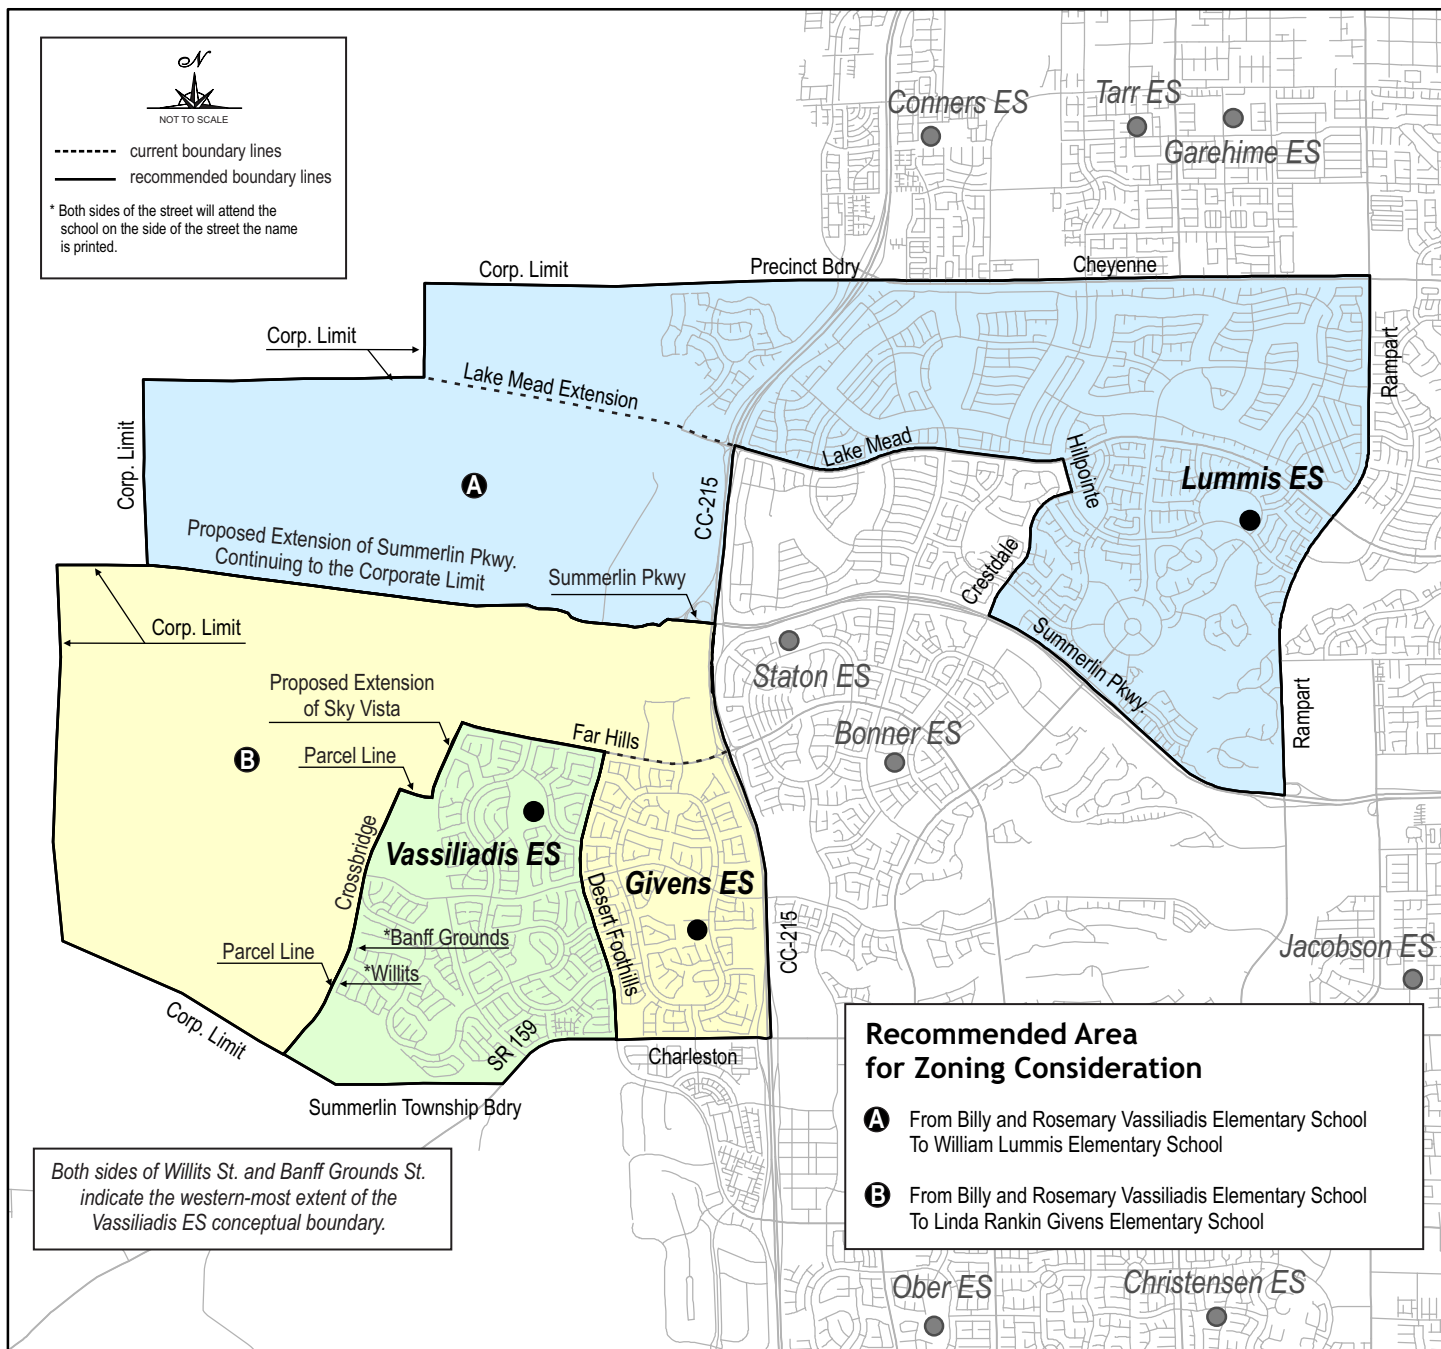 N
NOT TO SCALE
current boundary lines
recommended boundary lines
* Both sides of the street will attend the
school on the side of the street the name
is printed.
Conners ES
Tarr ES
Garehime ES
Corp. Limit
Precinct Bdry
Cheyenne
Corp. Limit
Rampart
Lake Mead Extension
Corp. Limit
Lake Mead
Hillpointe
Lummis ES
A
CC-215
Proposed Extension of Summerlin Pkwy.
Continuing to the Corporate Limit
Summerlin Pkwy
Crestdale
Corp. Limit
Summerlin Pkwy.
Staton ES
Rampart
Proposed Extension
of Sky Vista
Far Hills
Bonner ES
Parcel Line
B
Crossbridge
Vassiliadis ES
Givens ES
Desert Foothills
CC-215
*Banff Grounds
Parcel Line
*Willits
Jacobson ES
Corp. Limit
SR 159
Charleston
Summerlin Township Bdry
Recommended Area
for Zoning Consideration
A From Billy and Rosemary Vassiliadis Elementary School
To William Lummis Elementary School
B From Billy and Rosemary Vassiliadis Elementary School
To Linda Rankin Givens Elementary School
Both sides of Willits St. and Banff Grounds St.
indicate the western-most extent of the
Vassiliadis ES conceptual boundary.
Ober ES
Christensen ES